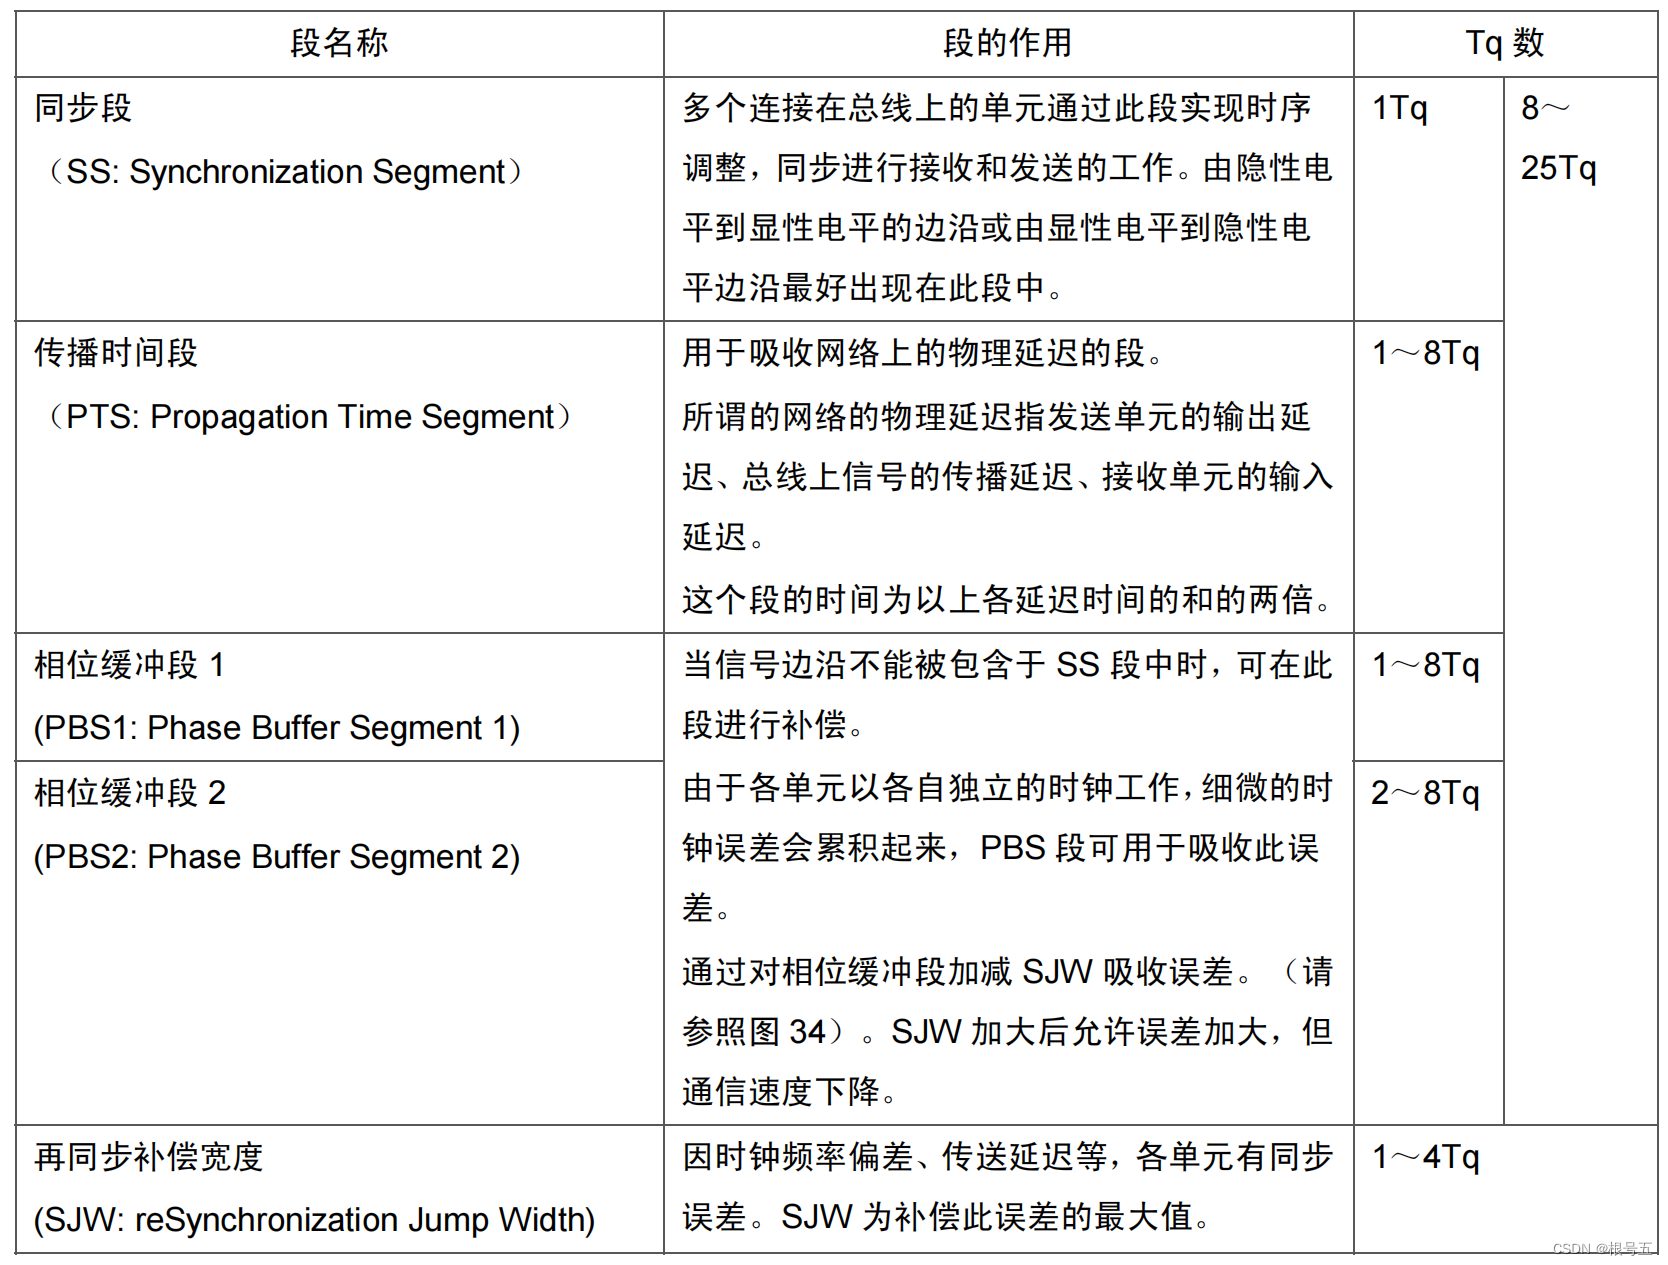 段名称
段的作用
Tq 数
同步段
（SS: Synchronization Segment）
多个连接在总线上的单元通过此段实现时序
调整，同步进行接收和发送的工作。由隐性电
平到显性电平的边沿或由显性电平到隐性电
平边沿最好出现在此段中。
1Tq
8～
25Tq
传播时间段
（PTS: Propagation Time Segment）
用于吸收网络上的物理延迟的段。
所谓的网络的物理延迟指发送单元的输出延
迟、总线上信号的传播延迟、接收单元的输入
延迟。
这个段的时间为以上各延迟时间的和的两倍。
1～8Tq
相位缓冲段 1
(PBS1: Phase Buffer Segment 1)
当信号边沿不能被包含于 SS 段中时，可在此
段进行补偿。
1～8Tq
相位缓冲段 2
(PBS2: Phase Buffer Segment 2)
由于各单元以各自独立的时钟工作，细微的时
钟误差会累积起来，PBS 段可用于吸收此误
差。
通过对相位缓冲段加减 SJW 吸收误差。（请
参照图 34）。SJW 加大后允许误差加大，但
通信速度下降。
2～8Tq
再同步补偿宽度
(SJW: reSynchronization Jump Width)
因时钟频率偏差、传送延迟等，各单元有同步
误差。SJW 为补偿此误差的最大值。
1～4Tq
CSDN @根号五